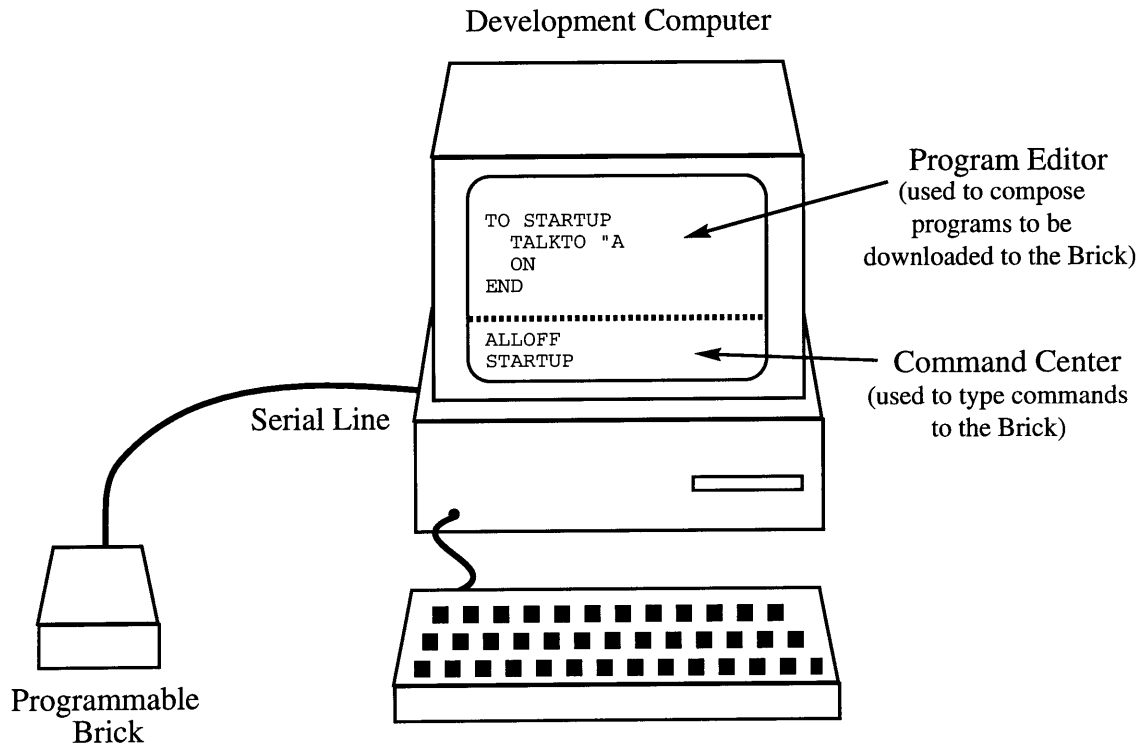 Development Computer
Program Editor
(used to compose
programs to be
downloaded to the Brick)
TO STARTUP
  TALKTO "A
  ON
END
ALLOFF
STARTUP
Command Center
(used to type commands
to the Brick)
Serial Line
Programmable
Brick